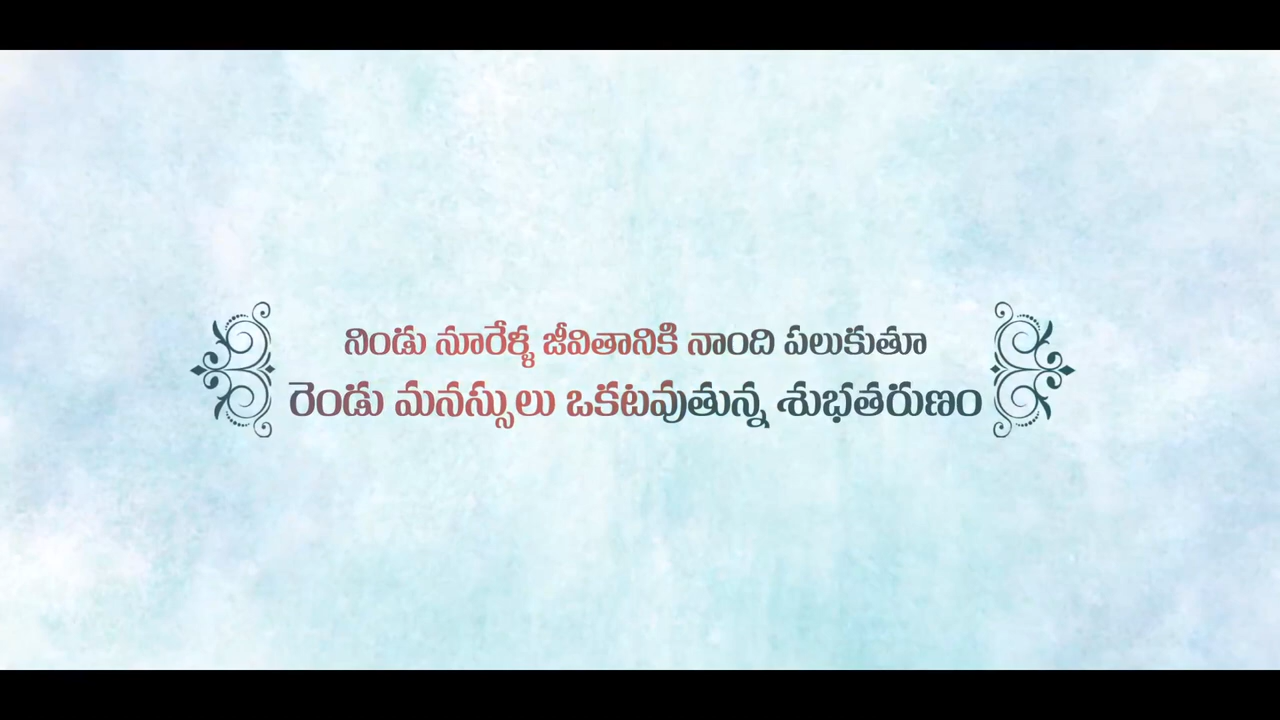 నిండు నూరేళ్ళ జీవితానికి నాంది పలుకుతూ
రెండు మనస్సులు ఒకటవుతున్న శుభతరుణం